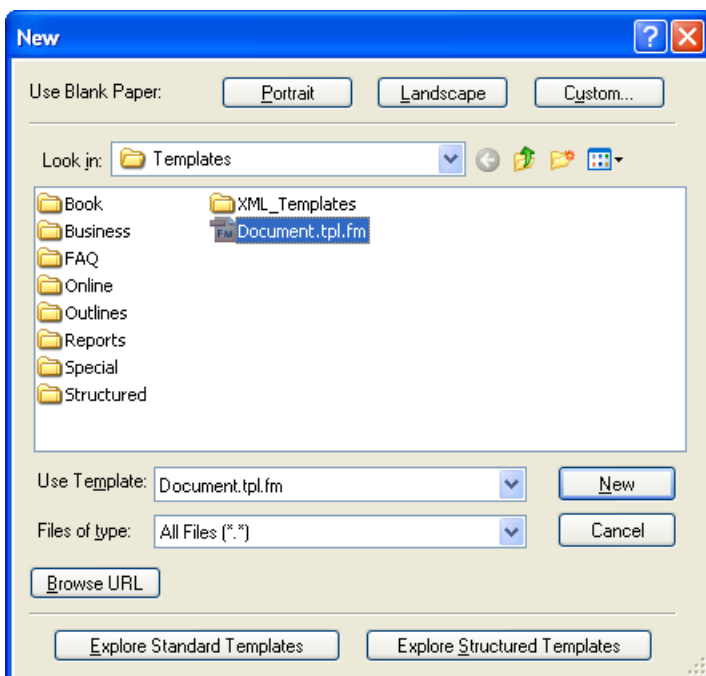 New
Use Blank Paper: Portrait Landscape Custom...
Look in: Templates
Book XML_Templates
Business Document.tpl.fm
FAQ
Online
Outlines
Reports
Special
Structured
Use Template: Document.tpl.fm New
Files of type: All Files (*.*) Cancel
Browse URL
Explore Standard Templates Explore Structured Templates